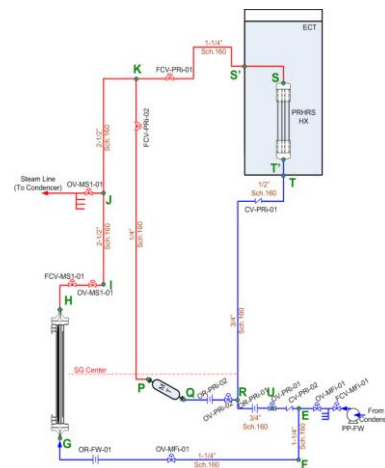 ECT
1-1/4"
Sch.160
K
FCV-PRi-01
S'
S
PRHRS
HX
FCV-PRi-02
2-1/2"
Sch.160
T'
T
1/2"
Sch.160
CV-PRi-01
Steam Line
(To Condencer)
OV-MS1-01
J
2-1/2"
Sch.160
1/4"
Sch.160
FCV-MS1-01
I
H
OV-MS1-01
3/4"
Sch.160
SG Center
P
MT
Q
OR-PRi-02
OV-PRi-02
R
OR-PRi-01
3/4"
Sch.160
U
OV-PRi-01
CV-PRi-02
E
OV-MFi-01
FCV-MFi-01
From
Condens
PP-FW
G
OR-FW-01
OV-MFi-01
1-1/4"
Sch.160
1-1/4"
Sch.160
F